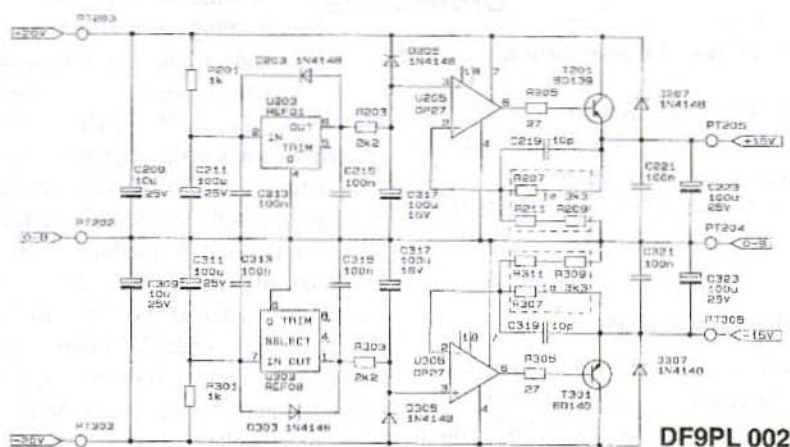 +20V
PT203
D203 1N4148
D205
1N4148
T201
BD139
R201
1k
U203
REF01
OUT
IN
TRIM
R203
2k2
U205
OP27
R205
27
D207
1N4148
PT205
+15V
C219 10p
C211
100u
25V
C213
100n
C215
100n
C317
100u
16V
R207
3k3
R211
R209
C221
100n
C223
100u
25V
10u
25V
PT202
0-B
PT204
0-B
C309
10u
25V
C311
100u
25V
C313
100n
C315
100n
C317
100u
16V
R311
R309
3k3
R307
C319
10p
C321
100n
C323
100u
25V
TRIM
SELECT
IN OUT
REF08
R303
2k2
OP27
R305
27
T301
BD140
PT305
-15V
D307
1N4148
R301
1k
D303 1N4148
D305
1N4148
-20V
PT302
DF9PL 002